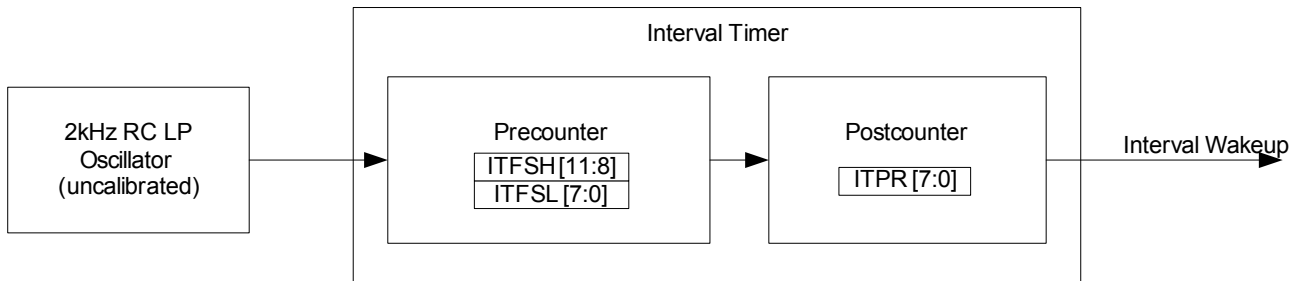 Interval Timer
2kHz RC LP
Oscillator
(uncalibrated)
Precounter
ITFSH [11:8]
ITFSL [7:0]
Postcounter
ITPR [7:0]
Interval Wakeup